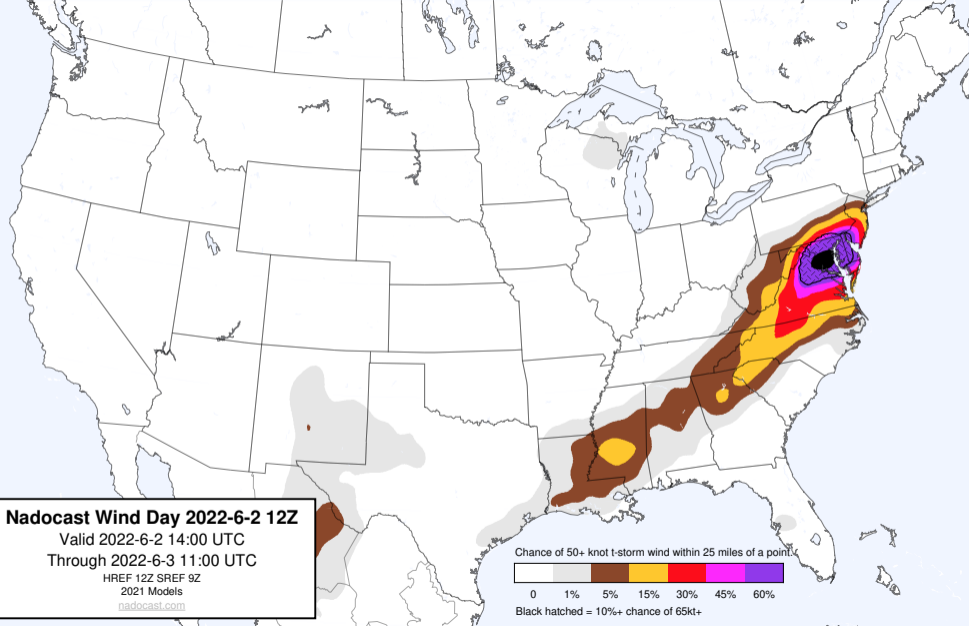 Nadocast Wind Day 2022-6-2 12Z
Valid 2022-6-2 14:00 UTC
Through 2022-6-3 11:00 UTC
HREF 12Z SREF 9Z
2021 Models
nadocast.com
Chance of 50+ knot t-storm wind within 25 miles of a point.
0 1% 5% 15% 30% 45% 60%
Black hatched = 10%+ chance of 65kt+